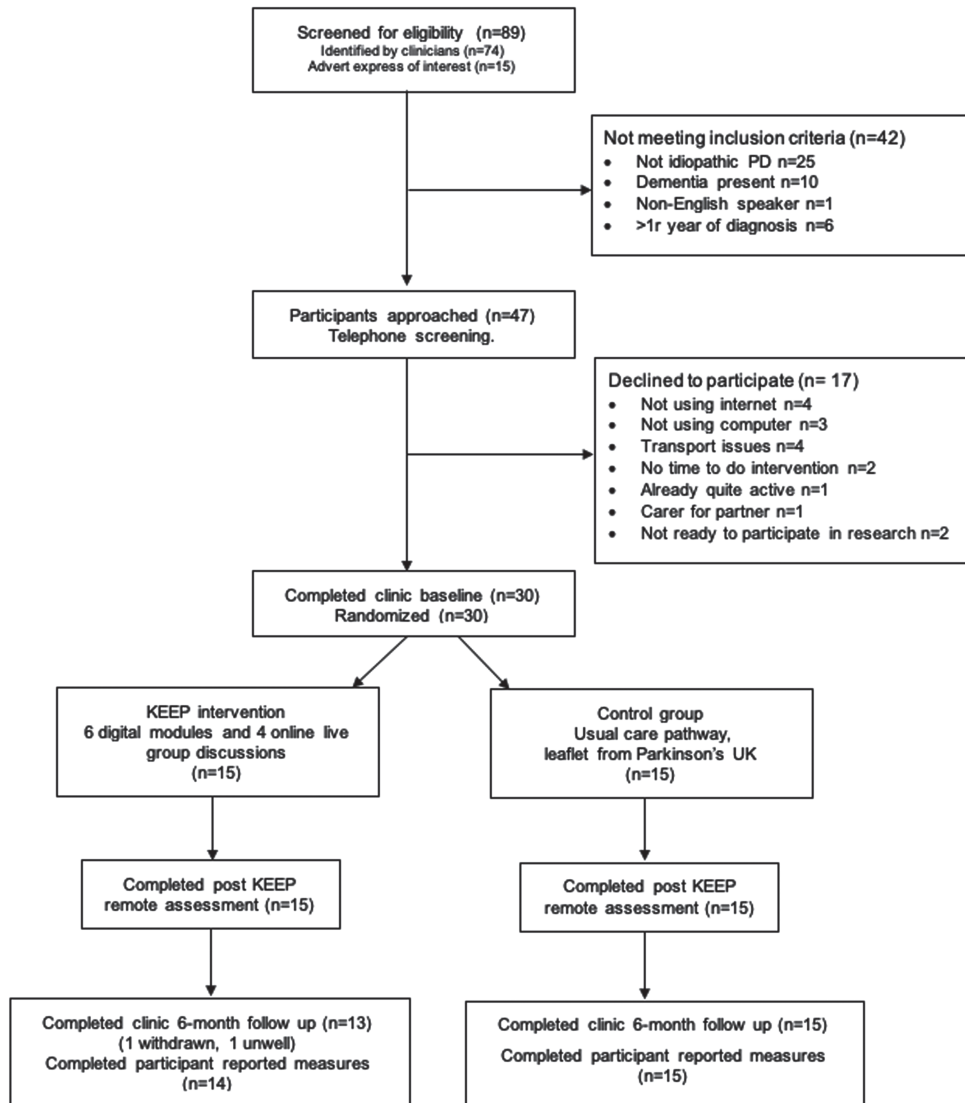 Screened for eligibility (n=89)
Identified by clinicians (n=74)
Advert express of interest (n=15)
Not meeting inclusion criteria (n=42)
• Not idiopathic PD n=25
• Dementia present n=10
• Non-English speaker n=1
• >1r year of diagnosis n=6
Participants approached (n=47)
Telephone screening.
Declined to participate (n= 17)
• Not using internet n=4
• Not using computer n=3
• Transport issues n=4
• No time to do intervention n=2
• Already quite active n=1
• Carer for partner n=1
• Not ready to participate in research n=2
Completed clinic baseline (n=30)
Randomized (n=30)
KEEP intervention
6 digital modules and 4 online live
group discussions
(n=15)
Control group
Usual care pathway,
leaflet from Parkinson's UK
(n=15)
Completed post KEEP
remote assessment (n=15)
Completed post KEEP
remote assessment (n=15)
Completed clinic 6-month follow up (n=13)
(1 withdrawn, 1 unwell)
Completed participant reported measures
(n=14)
Completed clinic 6-month follow up (n=15)
Completed participant reported measures
(n=15)